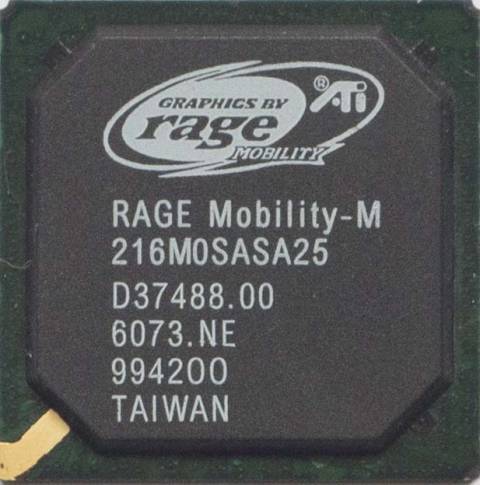 GRAPHICS BY ®ATi
rage
MOBILITY
RAGE Mobility-M
216M0SASA25
D37488.00
6073.NE
994200
TAIWAN